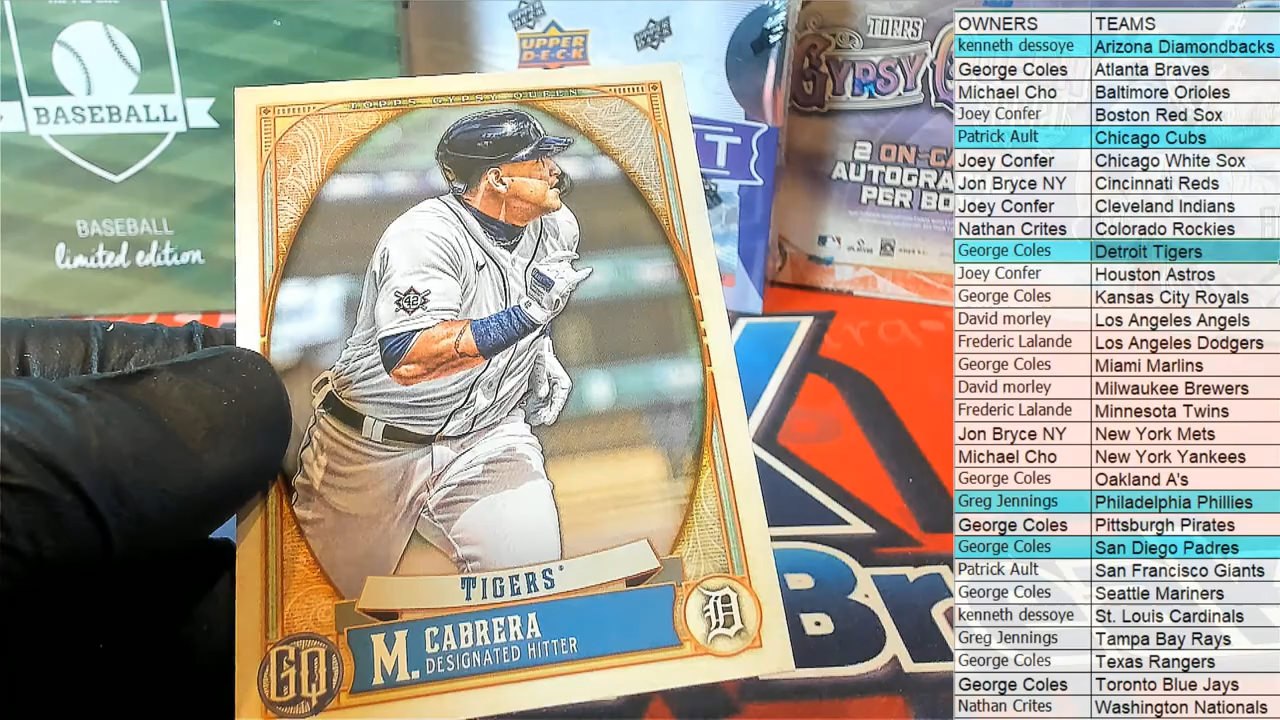 BASEBALL
BASEBALL
limited edition
UPPER
DECK
TOPPS
GYPSY
2 ON-CA
AUTOGRA
PER BO
T
TOPPS GYPSY QUEEN
42
TIGERS
M. CABRERA
DESIGNATED HITTER
GQ
D
Br
OWNERS TEAMS
kenneth dessoye Arizona Diamondbacks
George Coles Atlanta Braves
Michael Cho Baltimore Orioles
Joey Confer Boston Red Sox
Patrick Ault Chicago Cubs
Joey Confer Chicago White Sox
Jon Bryce NY Cincinnati Reds
Joey Confer Cleveland Indians
Nathan Crites Colorado Rockies
George Coles Detroit Tigers
Joey Confer Houston Astros
George Coles Kansas City Royals
David morley Los Angeles Angels
Frederic Lalande Los Angeles Dodgers
George Coles Miami Marlins
David morley Milwaukee Brewers
Frederic Lalande Minnesota Twins
Jon Bryce NY New York Mets
Michael Cho New York Yankees
George Coles Oakland A's
Greg Jennings Philadelphia Phillies
George Coles Pittsburgh Pirates
George Coles San Diego Padres
Patrick Ault San Francisco Giants
George Coles Seattle Mariners
kenneth dessoye St. Louis Cardinals
Greg Jennings Tampa Bay Rays
George Coles Texas Rangers
George Coles Toronto Blue Jays
Nathan Crites Washington Nationals